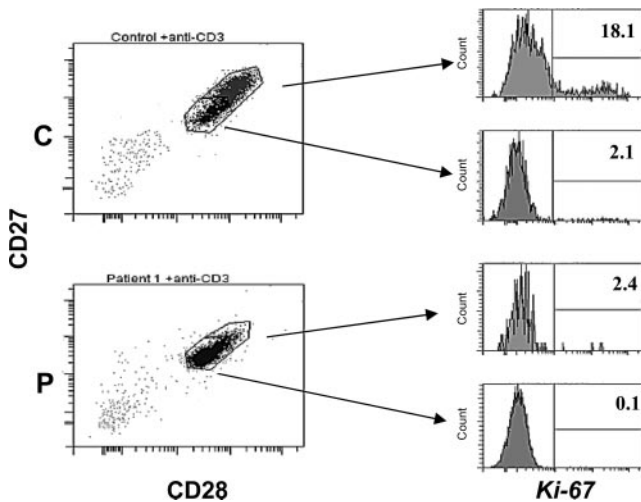 Control +anti-CD3
C
CD27
Patient 1 +anti-CD3
P
CD28
Count
18.1
Count
2.1
Count
2.4
Count
0.1
Ki-67